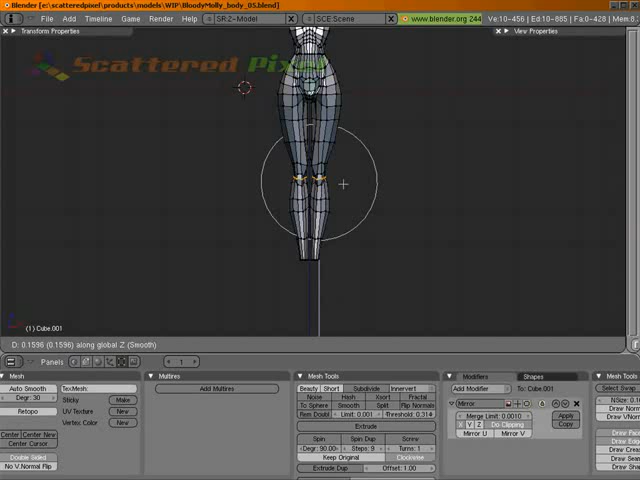 Blender [e:\scatteredpixel\products\models\WIP\BloodyMolly_body_05.blend]
File Add Timeline Game Render Help SR:2-Model SCE:Scene www.blender.org 244 Ve:10-456 | Ed:10-885 | Fa:0-428 | Mem:8.
x Transform Properties
x View Properties
Scattered Pixel
(1) Cube.001
D: 0.1596 (0.1596) along global Z (Smooth)
Panels 1
Mesh
Multires
Mesh Tools
Modifiers Shapes
Mesh Tools
Auto Smooth
Degr: 30
Retopo
Center Center New
Center Cursor
Double Sided
No V.Normal Flip
TexMesh:
Sticky Make
UV Texture New
Vertex Color New
Add Multires
Beauty Short Subdivide Innervert
Noise Hash Xsort Fractal
To Sphere Smooth Split Flip Normals
Rem Doubl Limit: 0.001 Threshold: 0.314
Extrude
Spin Spin Dup Screw
Degr: 90.00 Steps: 9 Turns: 1
Keep Original Clockwise
Extrude Dup Offset: 1.00
Add Modifier To: Cube.001
Mirror
Merge Limit: 0.0010
X Y Z Do Clipping
Mirror U Mirror V
Apply
Copy
Select Swap
NSize: 0.10
Draw Norm
Draw VNorm
Draw Faces
Draw Edge
Draw Crea
Draw Seam
Draw Shar